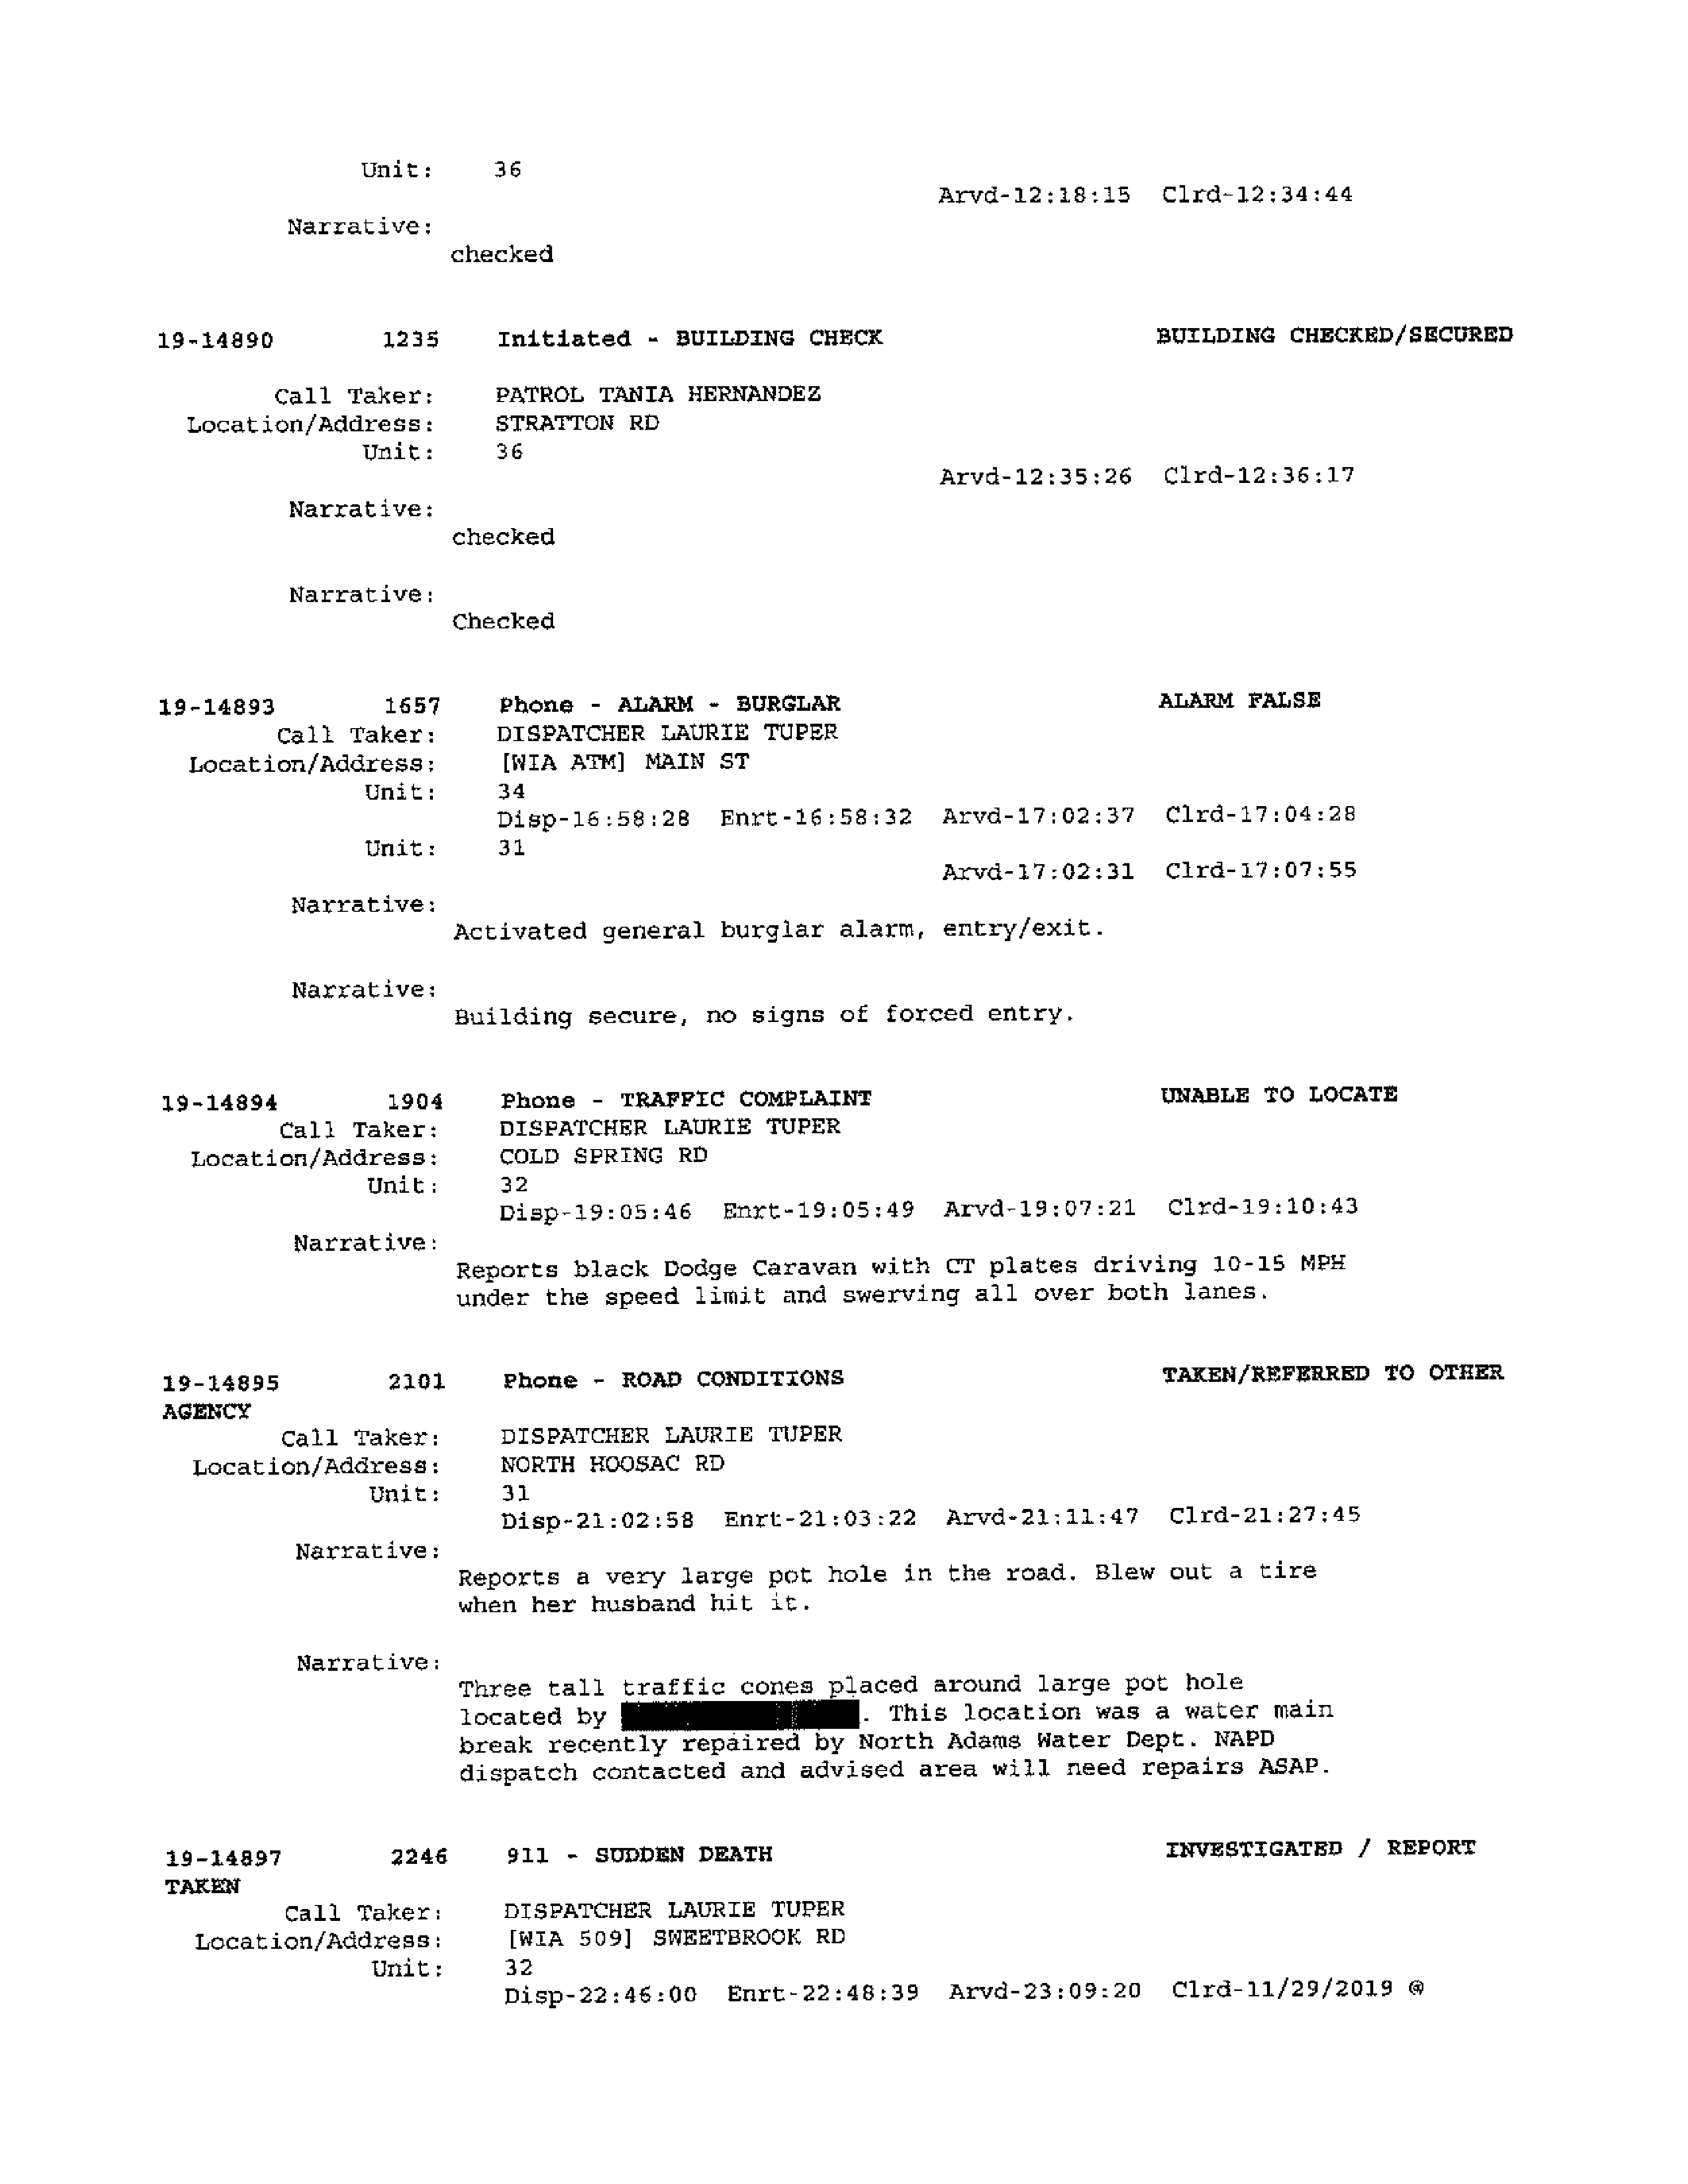 Unit: 36
Arvd-12:18:15 Clrd-12:34:44
Narrative:
checked
19-14890 1235 Initiated - BUILDING CHECK BUILDING CHECKED/SECURED
Call Taker: PATROL TANIA HERNANDEZ
Location/Address: STRATTON RD
Unit: 36
Arvd-12:35:26 Clrd-12:36:17
Narrative:
checked
Narrative:
Checked
19-14893 1657 Phone - ALARM - BURGLAR ALARM FALSE
Call Taker: DISPATCHER LAURIE TUPER
Location/Address: [WIA ATM] MAIN ST
Unit: 34
Disp-16:58:28 Enrt-16:58:32 Arvd-17:02:37 Clrd-17:04:28
Unit: 31
Arvd-17:02:31 Clrd-17:07:55
Narrative:
Activated general burglar alarm, entry/exit.
Narrative:
Building secure, no signs of forced entry.
19-14894 1904 Phone - TRAFFIC COMPLAINT UNABLE TO LOCATE
Call Taker: DISPATCHER LAURIE TUPER
Location/Address: COLD SPRING RD
Unit: 32
Disp-19:05:46 Enrt-19:05:49 Arvd-19:07:21 Clrd-19:10:43
Narrative:
Reports black Dodge Caravan with CT plates driving 10-15 MPH
under the speed limit and swerving all over both lanes.
19-14895 2101 Phone - ROAD CONDITIONS TAKEN/REFERRED TO OTHER
AGENCY
Call Taker: DISPATCHER LAURIE TUPER
Location/Address: NORTH HOOSAC RD
Unit: 31
Disp-21:02:58 Enrt-21:03:22 Arvd-21:11:47 Clrd-21:27:45
Narrative:
Reports a very large pot hole in the road. Blew out a tire
when her husband hit it.
Narrative:
Three tall traffic cones placed around large pot hole
located by . This location was a water main
break recently repaired by North Adams Water Dept. NAPD
dispatch contacted and advised area will need repairs ASAP.
19-14897 2246 911 - SUDDEN DEATH INVESTIGATED / REPORT
TAKEN
Call Taker: DISPATCHER LAURIE TUPER
Location/Address: [WIA 509] SWEETBROOK RD
Unit: 32
Disp-22:46:00 Enrt-22:48:39 Arvd-23:09:20 Clrd-11/29/2019 @